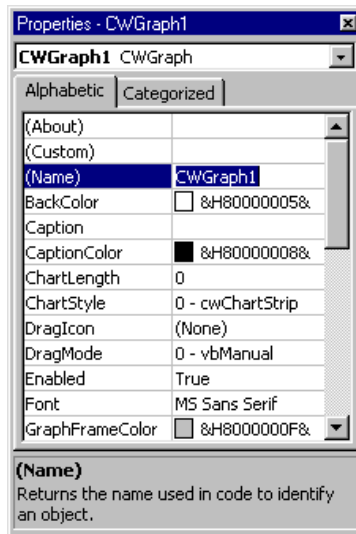 Properties - CWGraph1
CWGraph1 CWGraph
Alphabetic Categorized
(About)
(Custom)
(Name) CWGraph1
BackColor &H80000005&
Caption
CaptionColor &H80000008&
ChartLength 0
ChartStyle 0 - cwChartStrip
DragIcon (None)
DragMode 0 - vbManual
Enabled True
Font MS Sans Serif
GraphFrameColor &H8000000F&
(Name)
Returns the name used in code to identify
an object.